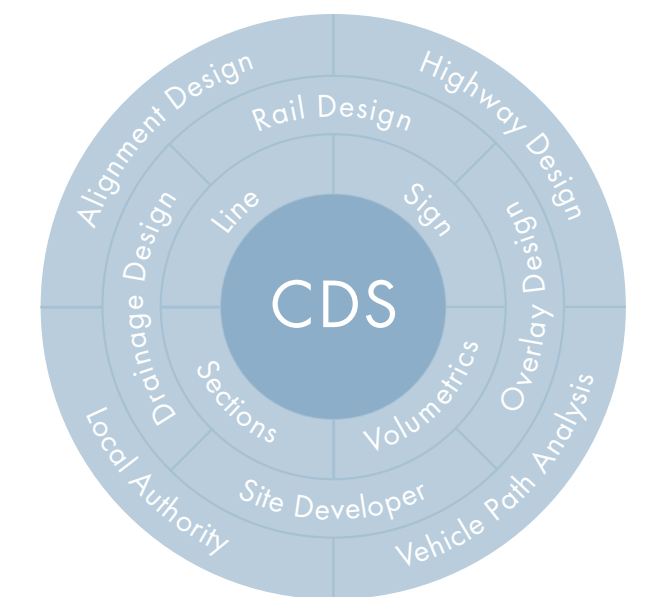 Alignment Design
Highway Design
Rail Design
Line
Sign
Drainage Design
Overlay Design
CDS
Sections
Volumetrics
Local Authority
Site Developer
Vehicle Path Analysis